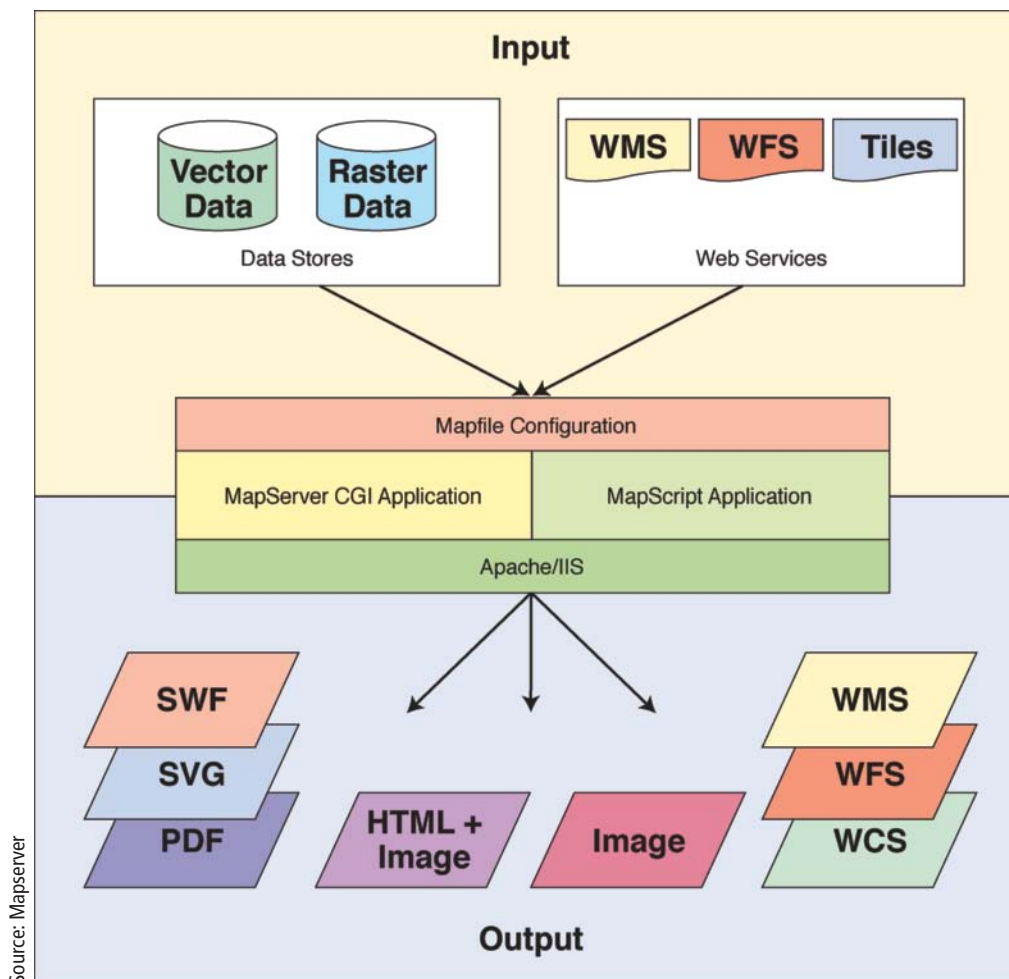 Input
Vector
Data
Raster
Data
Data Stores
WMS
WFS
Tiles
Web Services
Mapfile Configuration
MapServer CGI Application
MapScript Application
Apache/IIS
SWF
SVG
PDF
HTML +
Image
Image
WMS
WFS
WCS
Output
Source: Mapserver